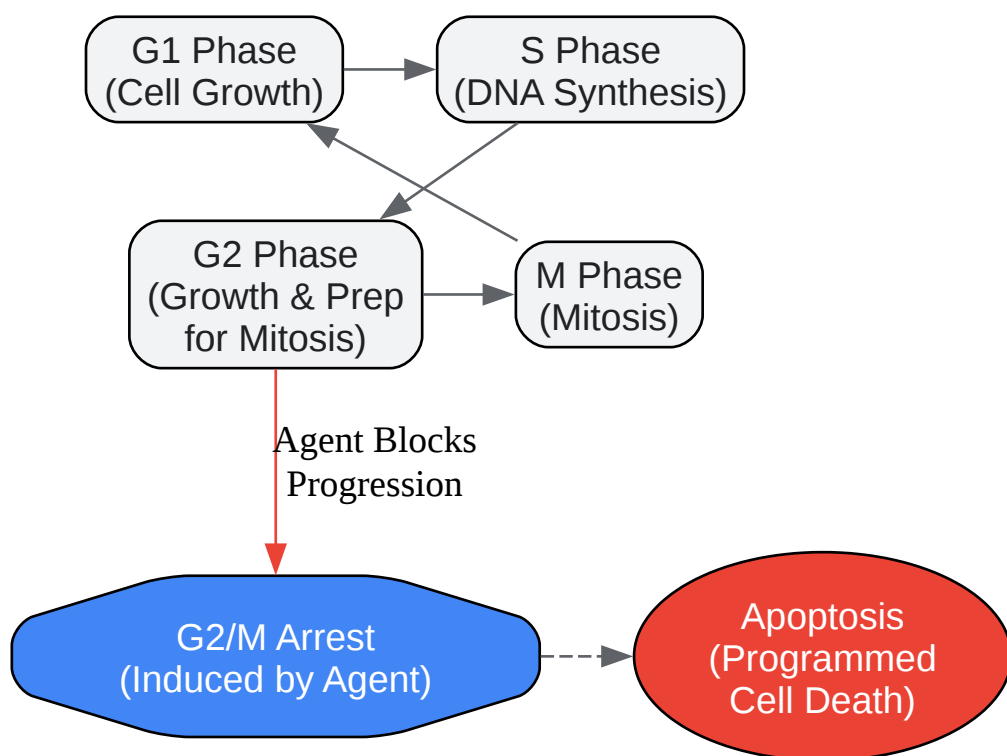 G1 Phase
(Cell Growth)
S Phase
(DNA Synthesis)
G2 Phase
(Growth & Prep
for Mitosis)
M Phase
(Mitosis)
Agent Blocks
Progression
G2/M Arrest
(Induced by Agent)
Apoptosis
(Programmed
Cell Death)